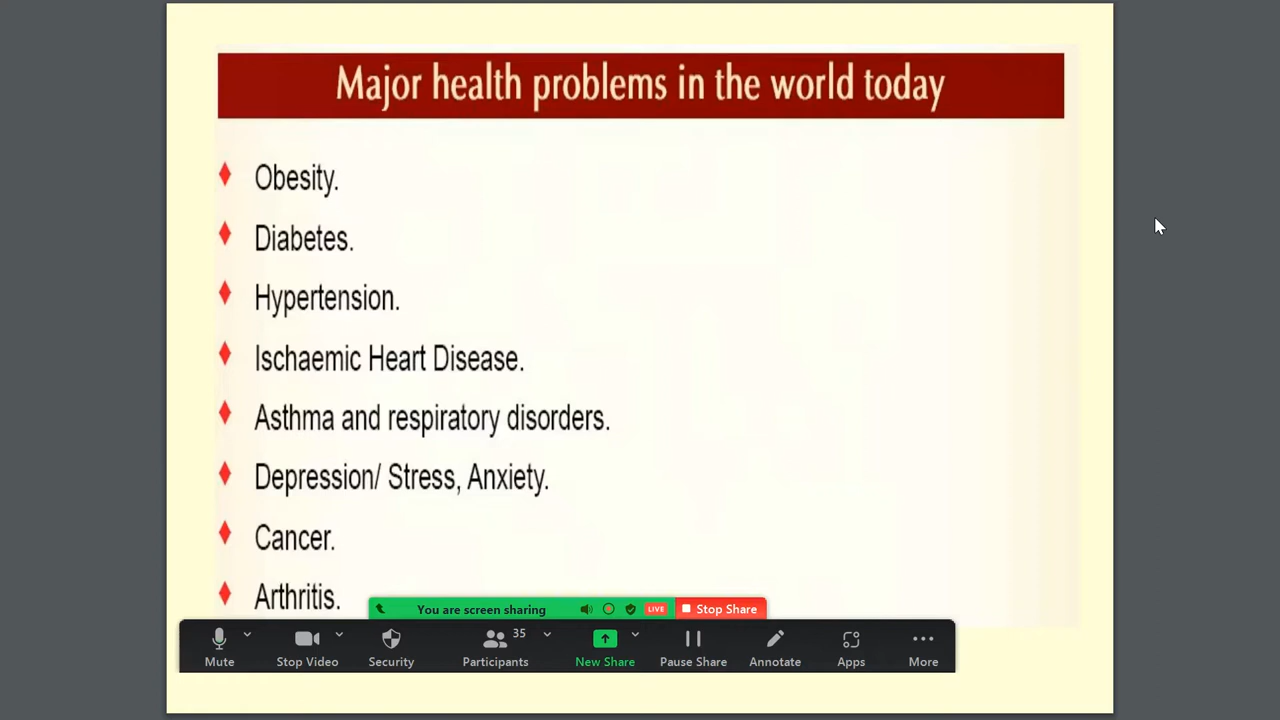 Major health problems in the world today
Obesity.
Diabetes.
Hypertension.
Ischaemic Heart Disease.
Asthma and respiratory disorders.
Depression/ Stress, Anxiety.
Cancer.
Arthritis.
You are screen sharing
LIVE
Stop Share
35
Mute
Stop Video
Security
Participants
New Share
Pause Share
Annotate
Apps
More